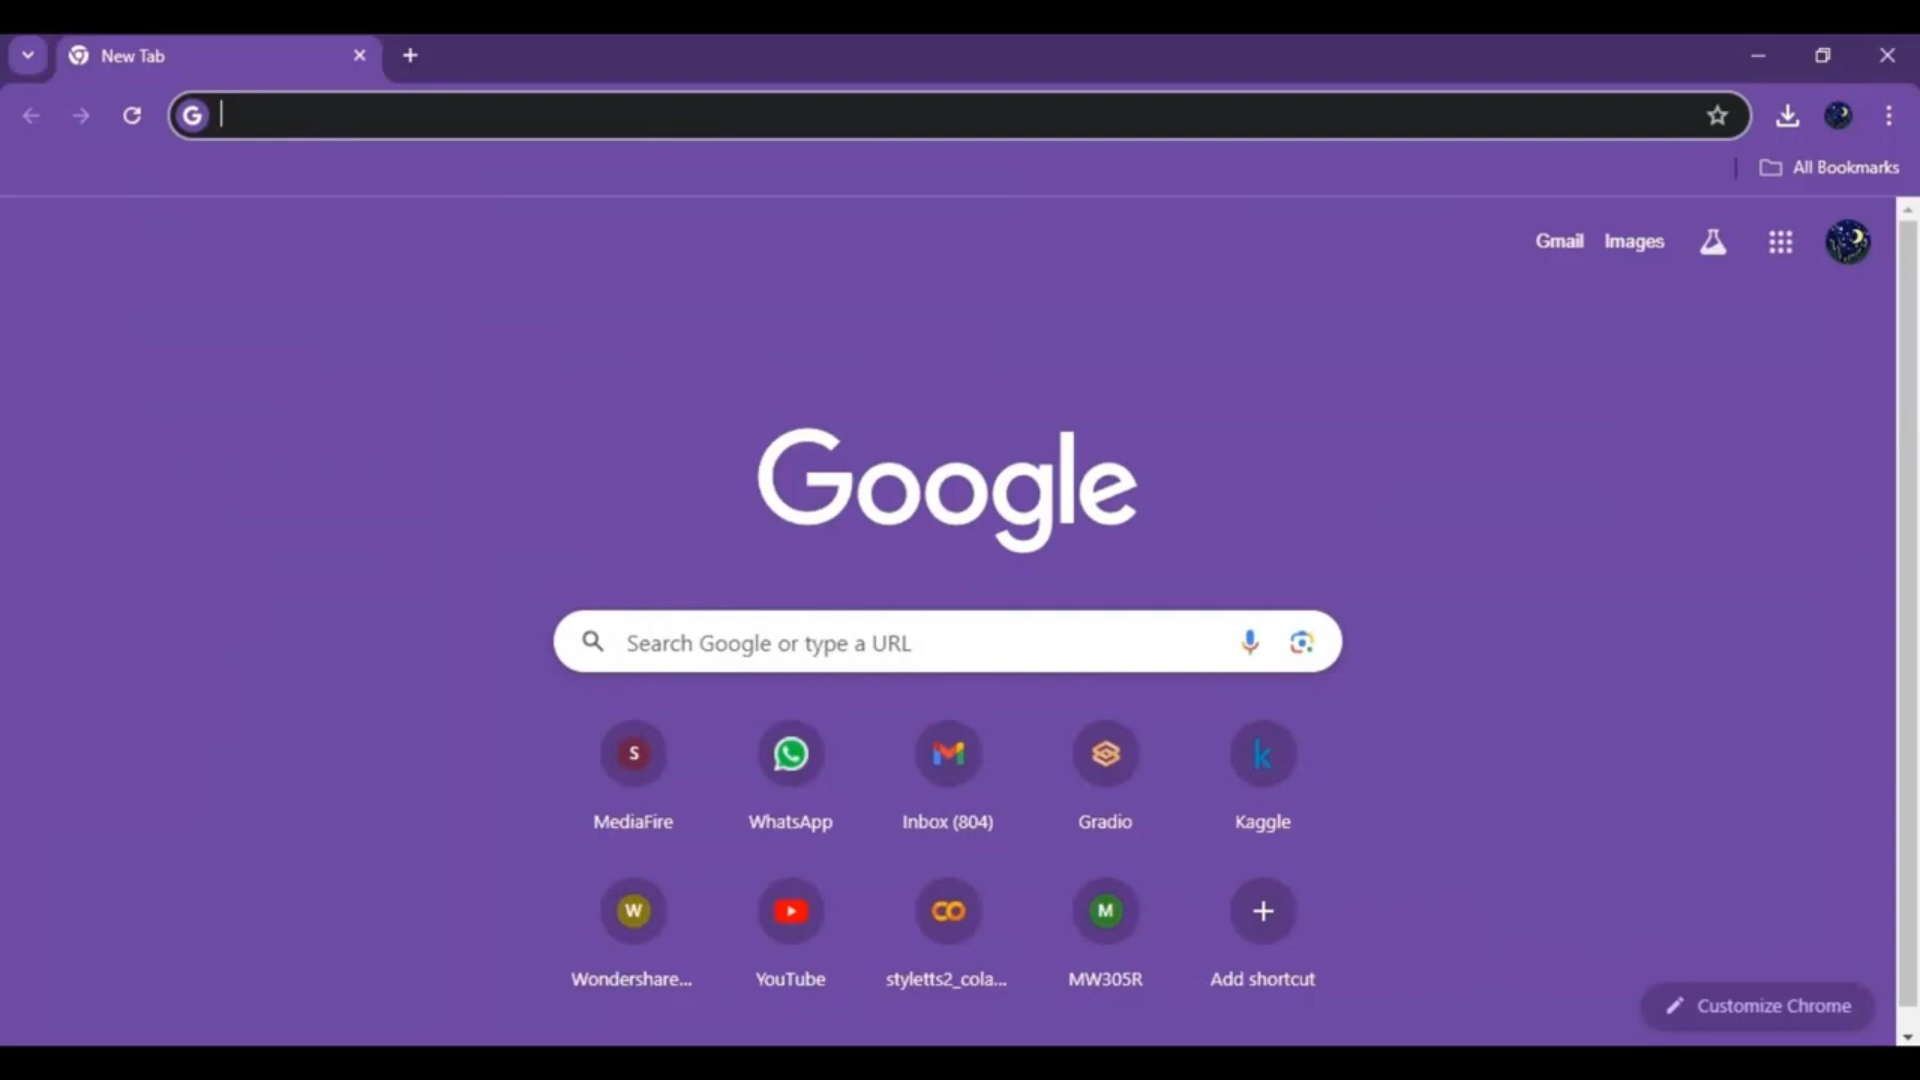 New Tab
All Bookmarks
Gmail Images
Google
Search Google or type a URL
S
MediaFire
WhatsApp
Inbox (804)
Gradio
k
Kaggle
W
Wondershare...
YouTube
styletts2_cola...
M
MW305R
Add shortcut
Customize Chrome